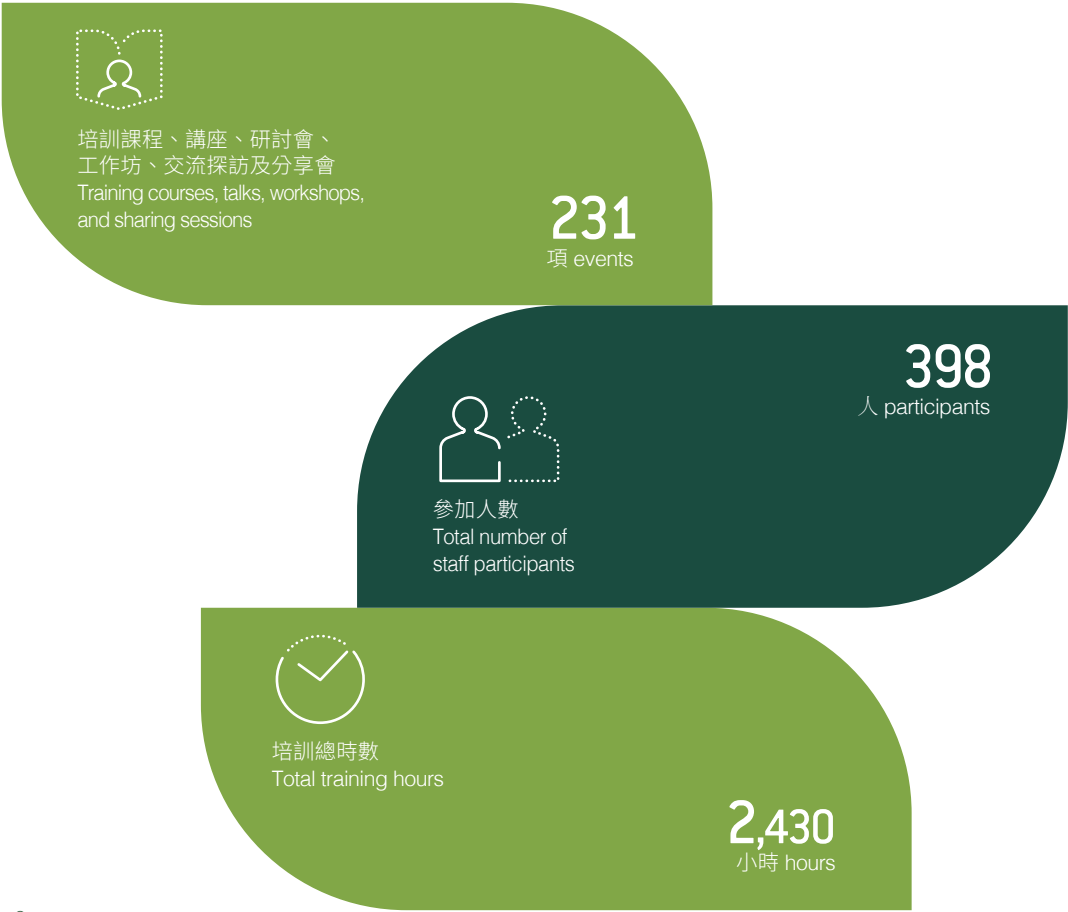 培訓課程、講座、研討會、
工作坊、交流探訪及分享會
Training courses, talks, workshops,
and sharing sessions
231
項 events
398
人 participants
參加人數
Total number of
staff participants
培訓總時數
Total training hours
2,430
小時 hours